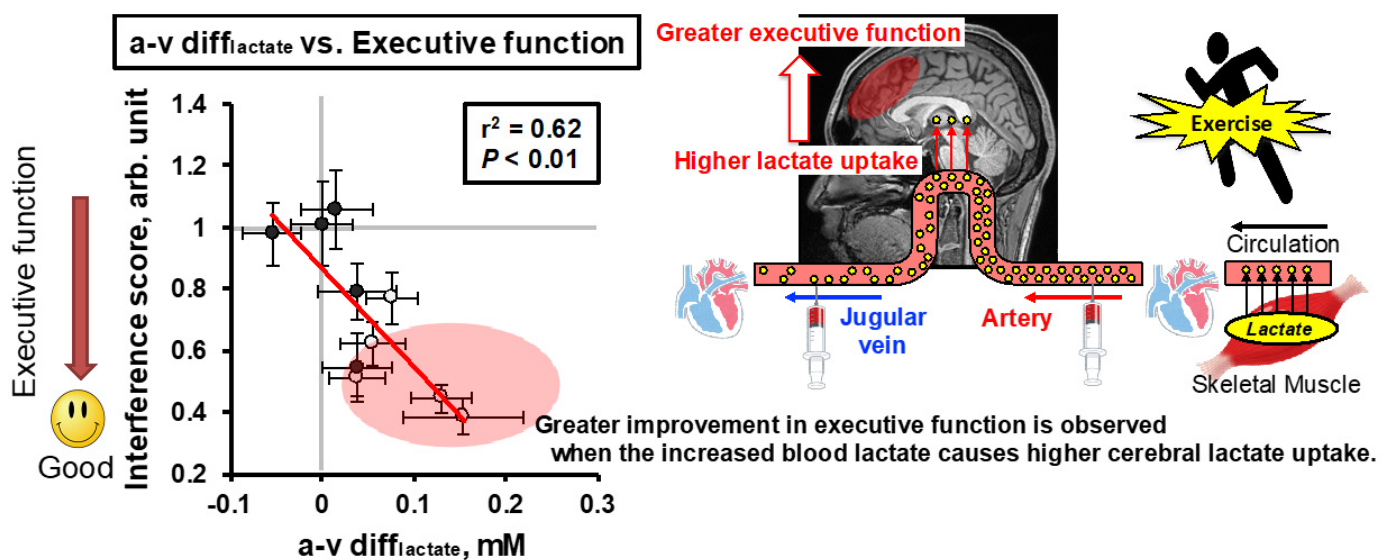 a-v difflactate vs. Executive function
Executive function
Good
Interference score, arb. unit
1.4
1.2
1
0.8
0.6
0.4
0.2
r² = 0.62
P < 0.01
-0.1
0
0.1
0.2
0.3
a-v difflactate, mM
Greater executive function
Higher lactate uptake
Exercise
Circulation
Jugular
vein
Artery
Lactate
Skeletal Muscle
Greater improvement in executive function is observed
when the increased blood lactate causes higher cerebral lactate uptake.